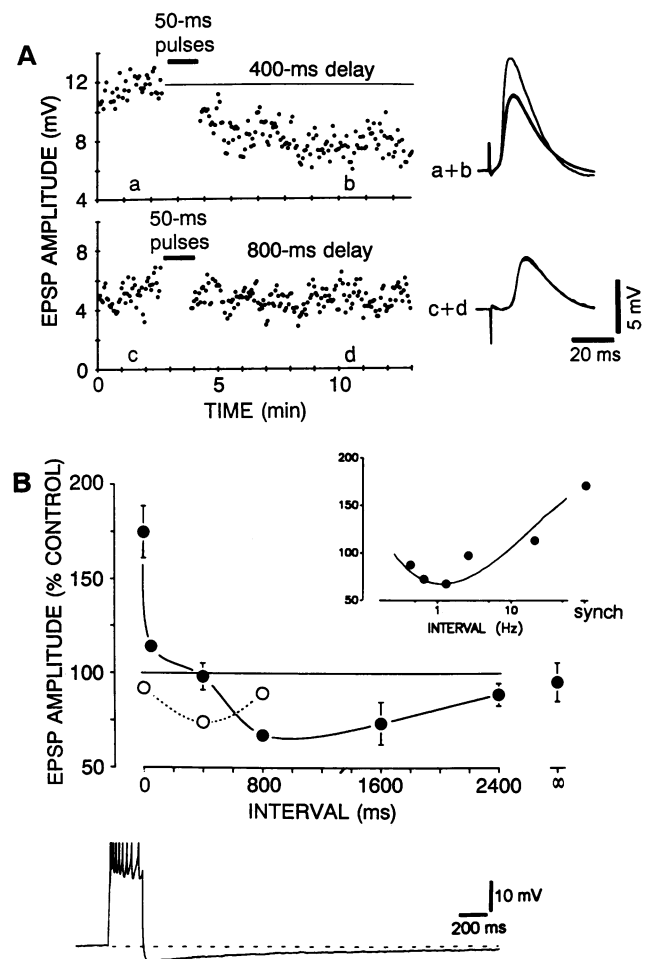 A
50-ms
pulses
400-ms delay
12
8
4
a
b
a+b
50-ms
pulses
800-ms delay
8
4
0
c
d
c+d
EPSP AMPLITUDE (mV)
0
5
10
TIME (min)
5 mV
20 ms
B
EPSP AMPLITUDE (% CONTROL)
200
150
100
50
0
800
1600
2400
∞
INTERVAL (ms)
200
150
100
50
1
10
synch
INTERVAL (Hz)
10 mV
200 ms